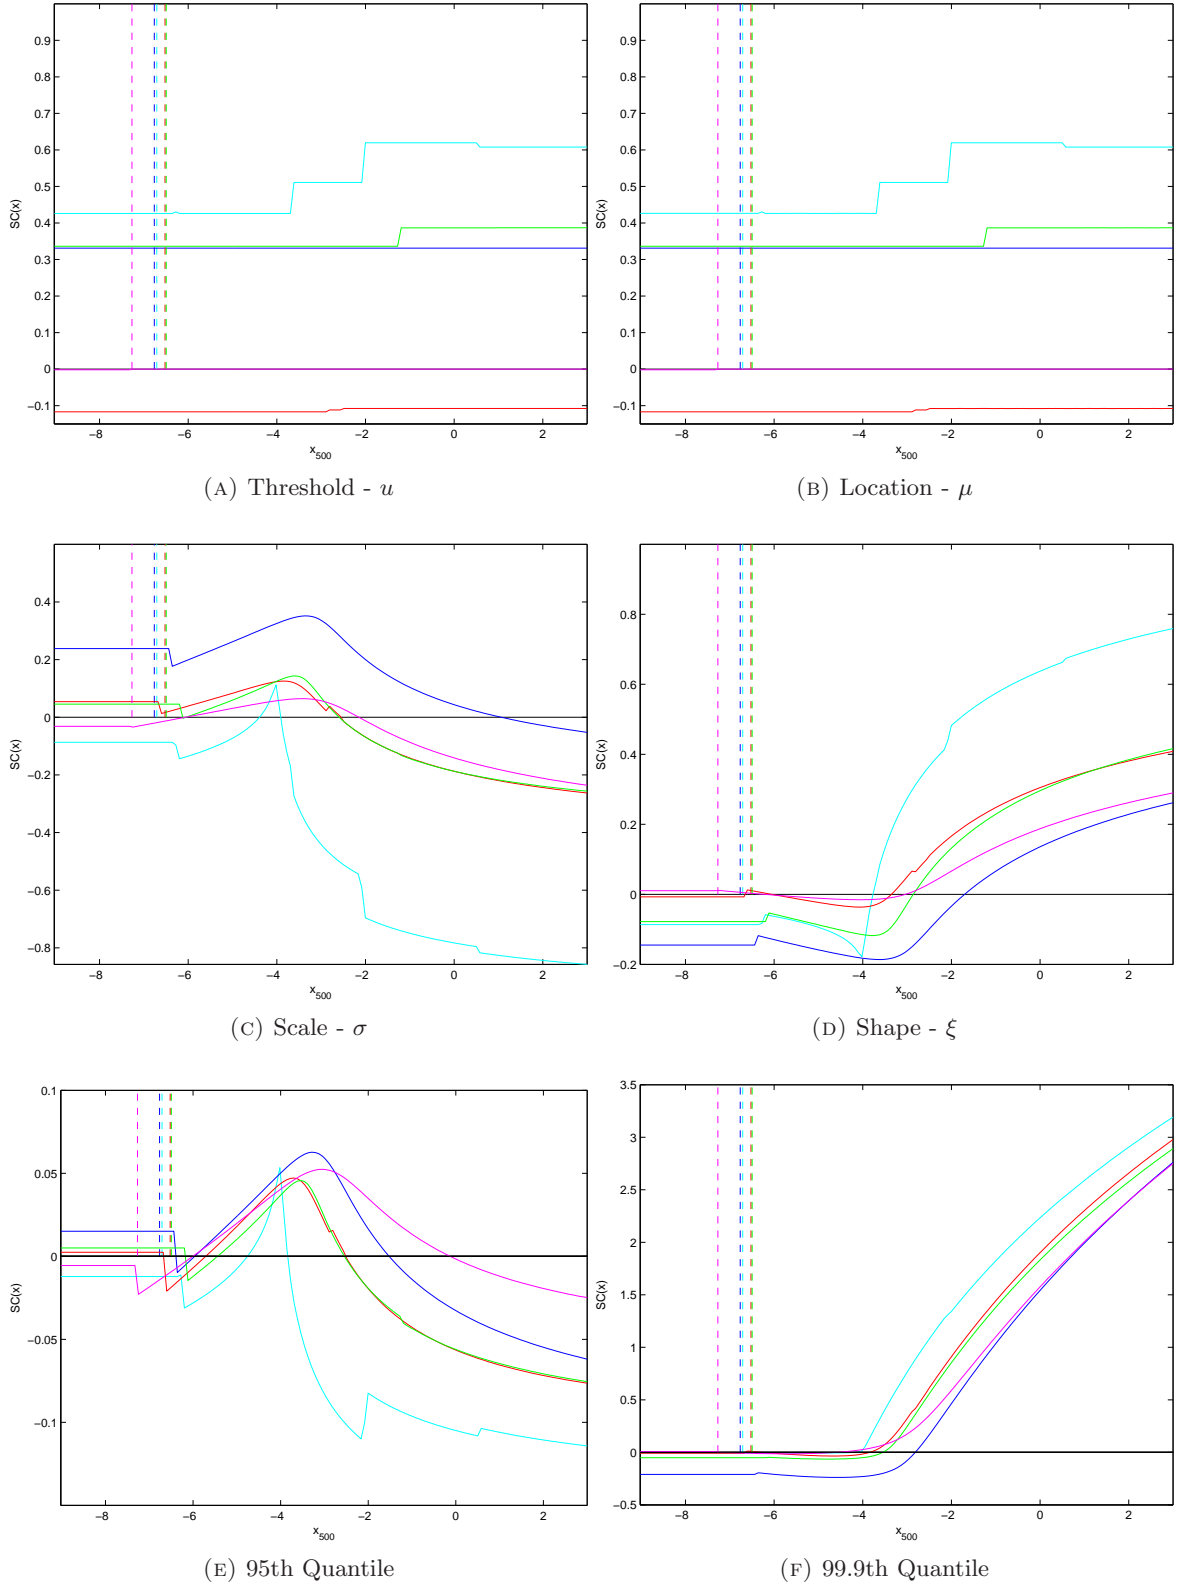 0.9
0.8
0.7
0.6
0.5
0.4
0.3
0.2
0.1
0
−0.1
SC(x)
−8 −6 −4 −2 0 2
x500
(A) Threshold - u
0.9
0.8
0.7
0.6
0.5
0.4
0.3
0.2
0.1
0
−0.1
SC(x)
−8 −6 −4 −2 0 2
x500
(B) Location - μ
0.4
0.2
0
−0.2
−0.4
−0.6
−0.8
SC(x)
−8 −6 −4 −2 0 2
x500
(C) Scale - σ
0.8
0.6
0.4
0.2
0
−0.2
SC(x)
−8 −6 −4 −2 0 2
x500
(D) Shape - ξ
0.1
0.05
0
−0.05
−0.1
SC(x)
−8 −6 −4 −2 0 2
x500
(E) 95th Quantile
3.5
3
2.5
2
1.5
1
0.5
0
−0.5
SC(x)
−8 −6 −4 −2 0 2
x500
(F) 99.9th Quantile